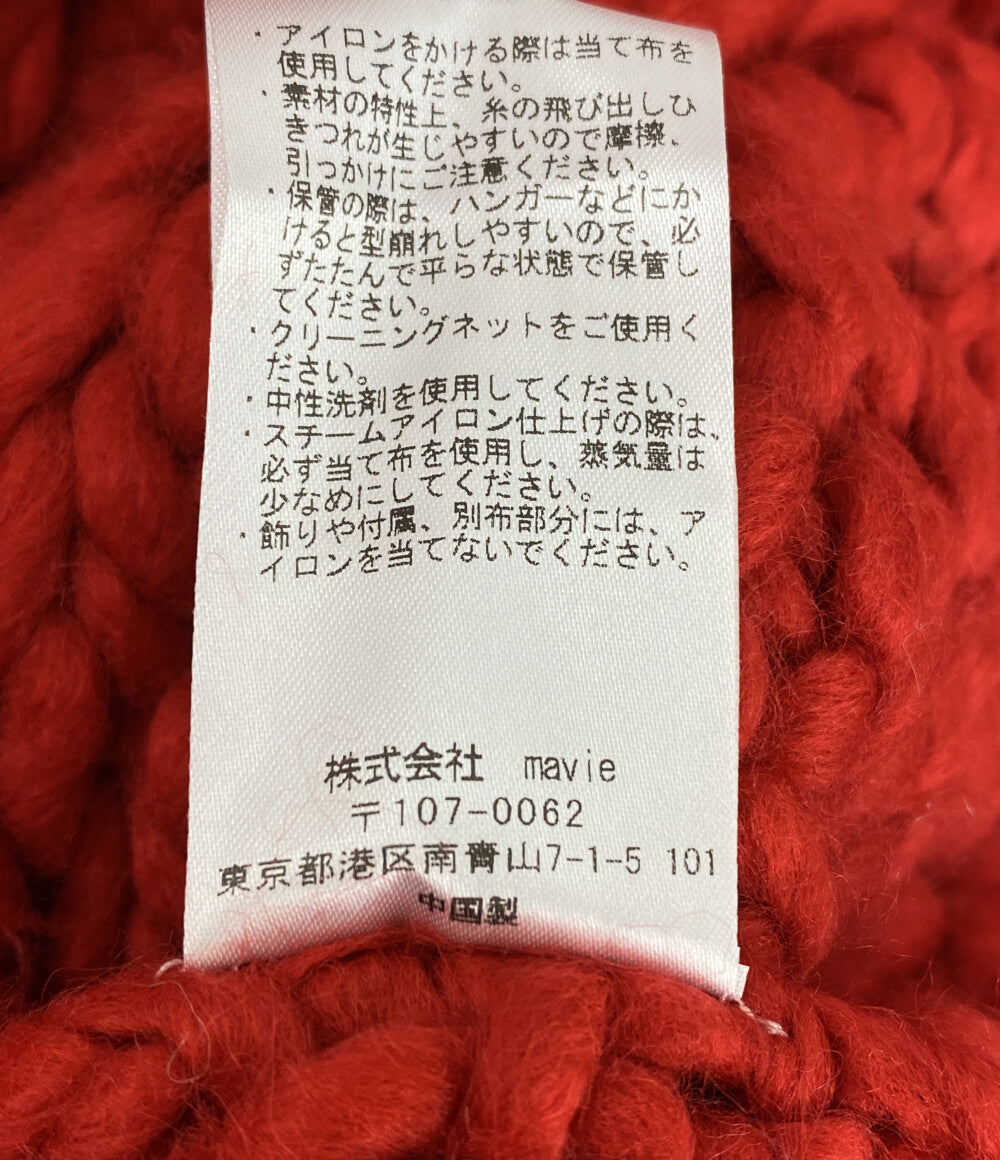 ・アイロンをかける際は当て布を
使用してください。
・素材の特性上、糸の飛び出しひ
きつれが生じやすいので摩擦、
引っかけにご注意ください。
・保管の際は、ハンガーなどにか
けると型崩れしやすいので、必
ずたたんで平らな状態で保管し
てください。
・クリーニングネットをご使用く
ださい。
・中性洗剤を使用してください。
・スチームアイロン仕上げの際は、
必ず当て布を使用し、蒸気量は
少なめにしてください。
・飾りや付属、別布部分には、ア
イロンを当てないでください。
株式会社 mavie
〒107-0062
東京都港区南青山7-1-5 101
中国製